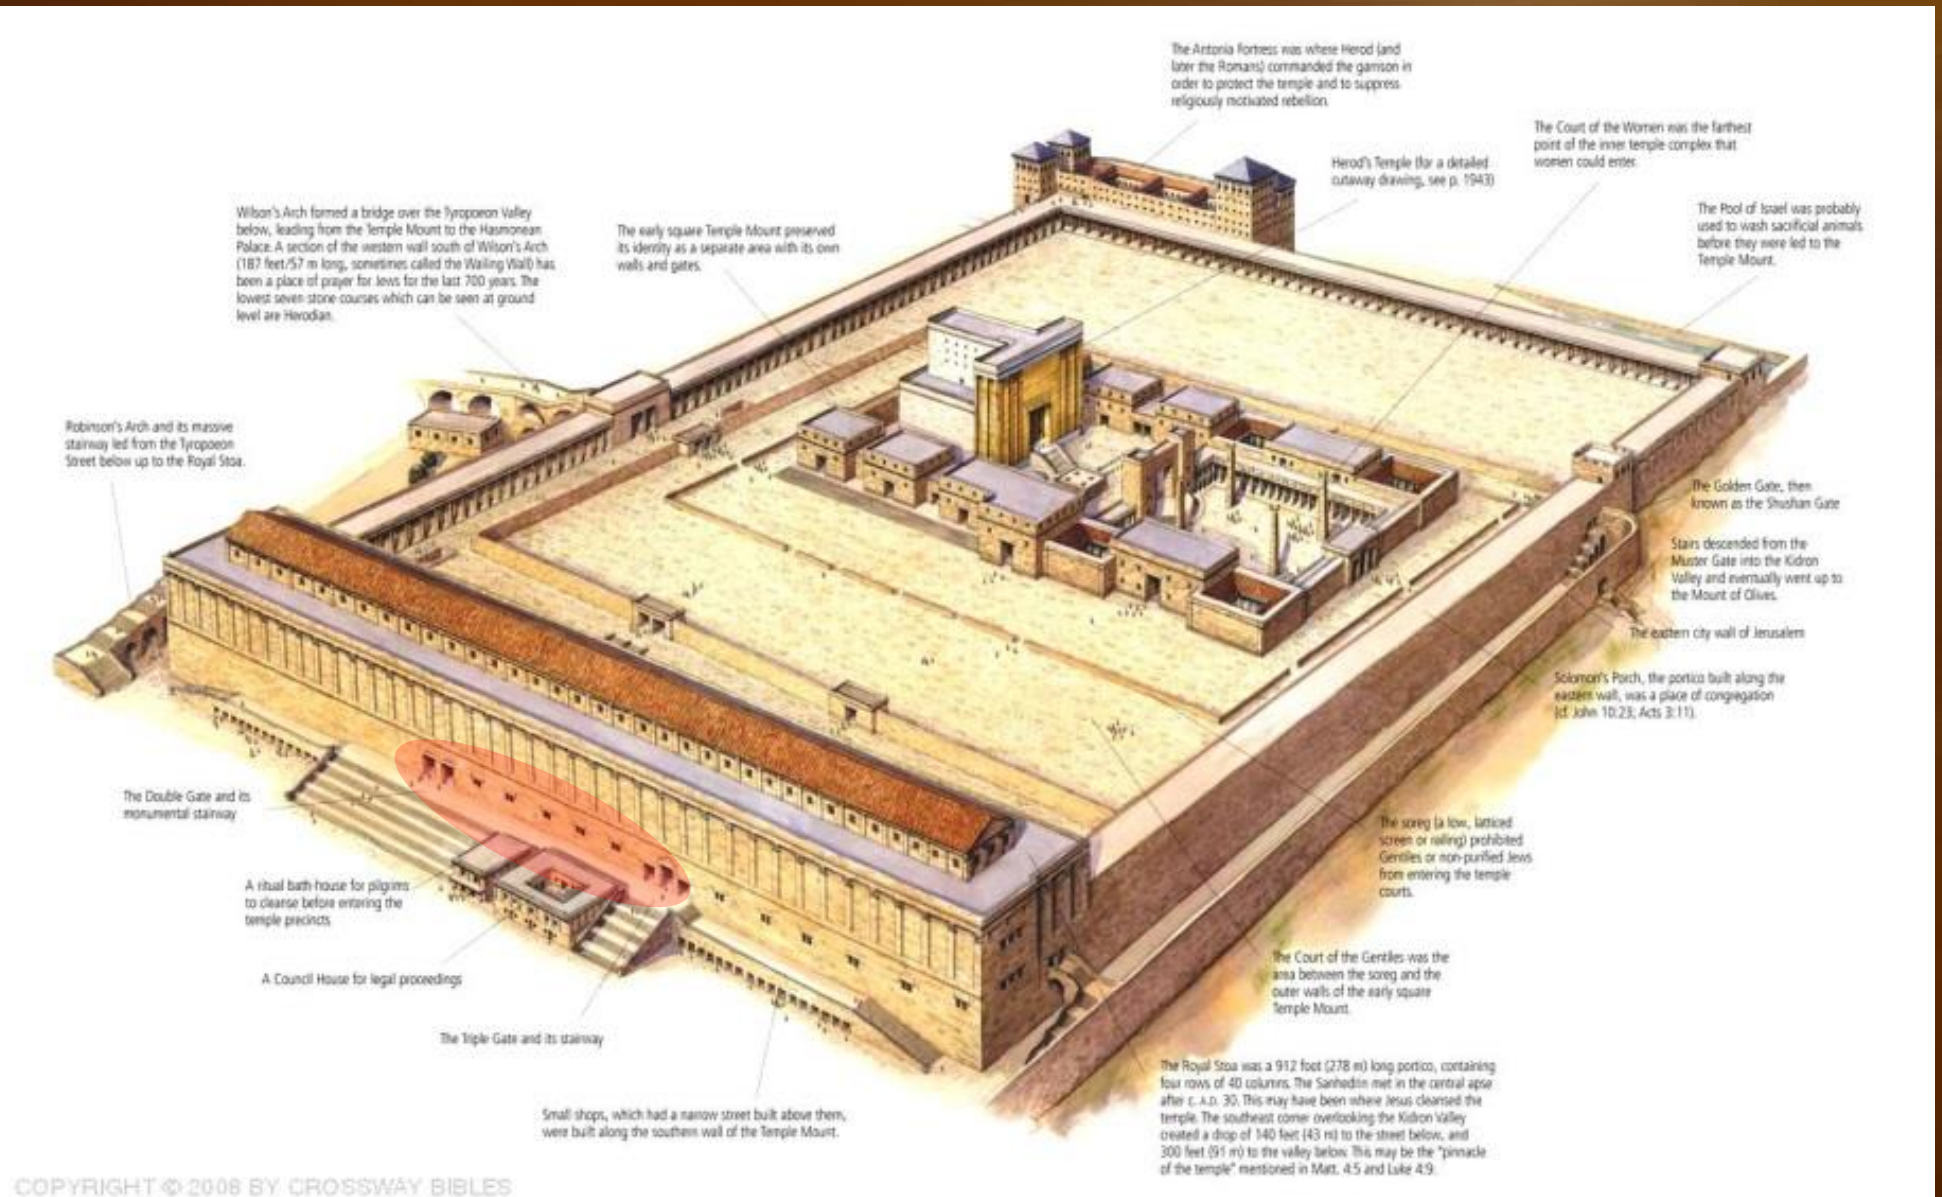 The Antonia Fortress was where Herod (and
later the Romans) commanded the garrison in
order to protect the temple and to suppress
religiously motivated rebellion.
The Court of the Women was the farthest
point of the inner temple complex that
women could enter.
Herod's Temple (for a detailed
cutaway drawing, see p. 1943)
Wilson's Arch formed a bridge over the Tyropoeon Valley
below, leading from the Temple Mount to the Hasmonean
Palace. A section of the western wall south of Wilson's Arch
(187 feet/57 m long, sometimes called the Wailing Wall) has
been a place of prayer for Jews for the last 700 years. The
lowest seven stone courses which can be seen at ground
level are Herodian.
The early square Temple Mount preserved
its identity as a separate area with its own
walls and gates.
The Pool of Israel was probably
used to wash sacrificial animals
before they were led to the
Temple Mount.
Robinson's Arch and its massive
stairway led from the Tyropoeon
Street below up to the Royal Stoa.
The Golden Gate, then
known as the Shushan Gate
Stairs descended from the
Muster Gate into the Kidron
Valley and eventually went up to
the Mount of Olives.
The eastern city wall of Jerusalem
Solomon's Porch, the portico built along the
eastern wall, was a place of congregation
(cf. John 10:23; Acts 3:11).
The Double Gate and its
monumental stairway
The soreg (a low, latticed
screen or railing) prohibited
Gentiles or non-purified Jews
from entering the temple
courts.
A ritual bath-house for pilgrims
to cleanse before entering the
temple precincts
A Council House for legal proceedings
The Court of the Gentiles was the
area between the soreg and the
outer walls of the early square
Temple Mount.
The Triple Gate and its stairway
The Royal Stoa was a 912 foot (278 m) long portico, containing
four rows of 40 columns. The Sanhedrin met in the central apse
after c. A.D. 30. This may have been where Jesus cleansed the
temple. The southeast corner overlooking the Kidron Valley
created a drop of 140 feet (43 m) to the street below, and
300 feet (91 m) to the valley below. This may be the "pinnacle
of the temple" mentioned in Matt. 4:5 and Luke 4:9.
Small shops, which had a narrow street built above them,
were built along the southern wall of the Temple Mount.
COPYRIGHT © 2008 BY CROSSWAY BIBLES